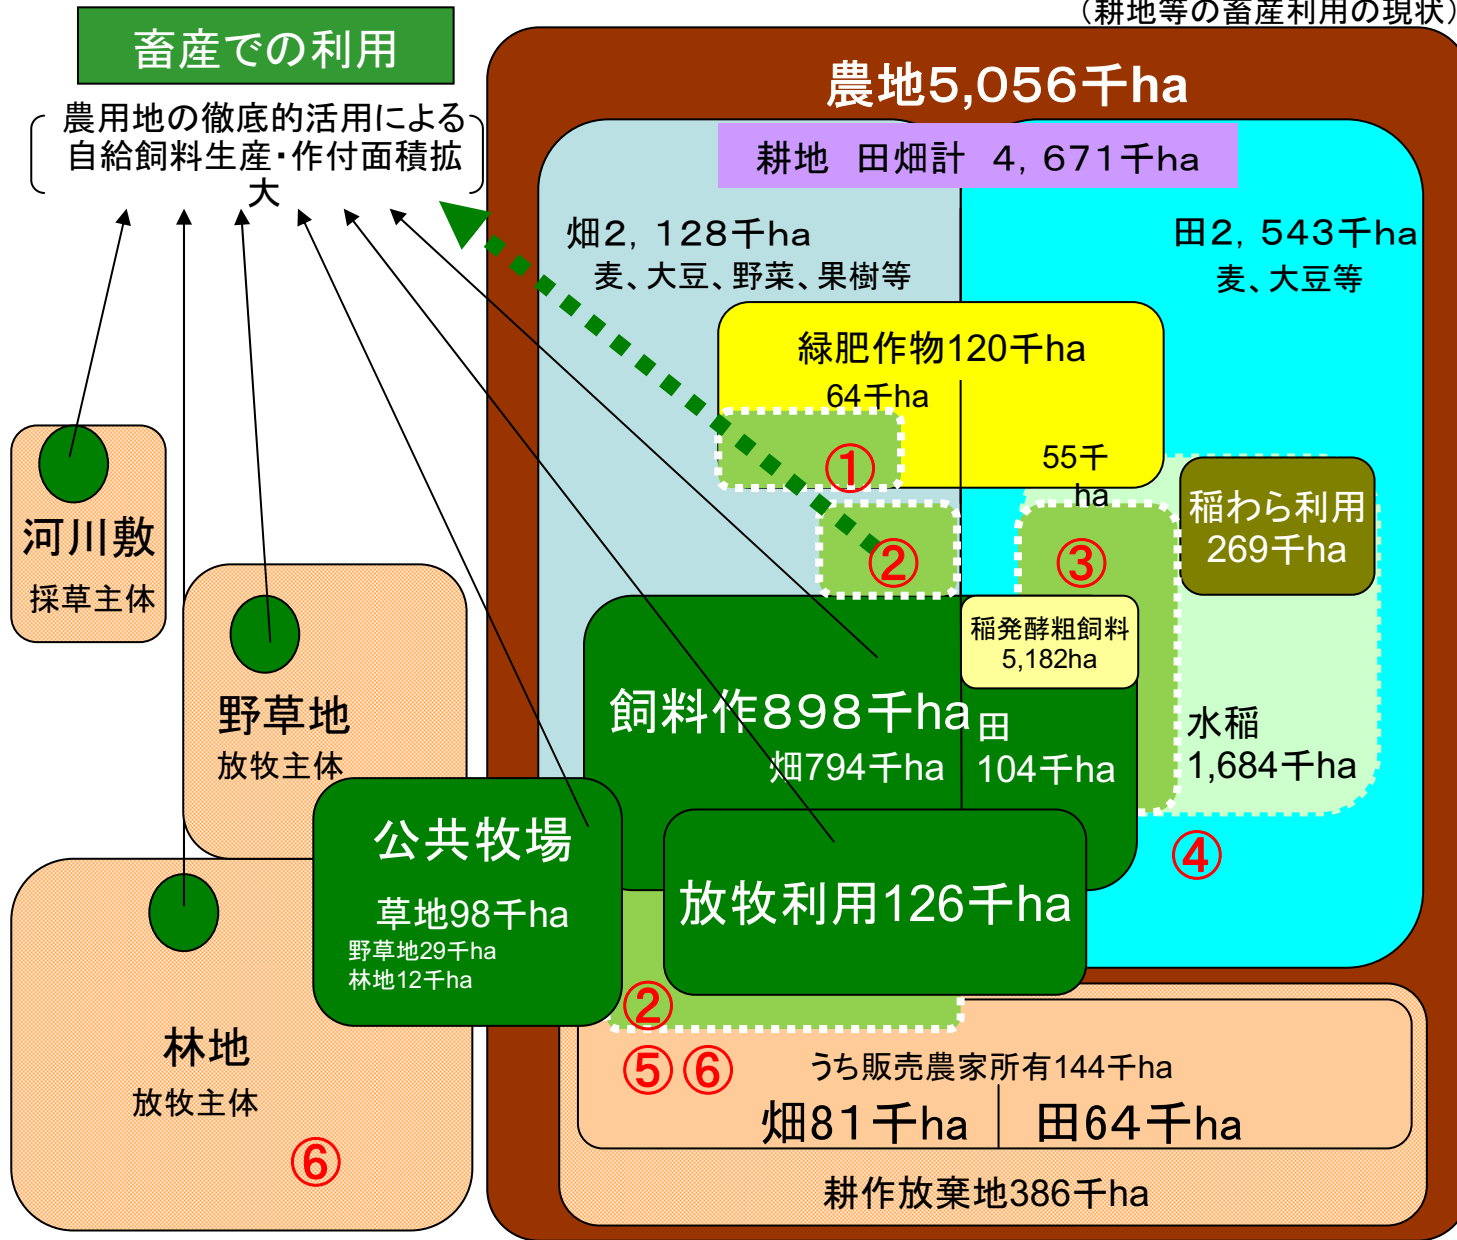 （耕地等の畜産利用の現状）
畜産での利用
農用地の徹底的活用による
自給飼料生産・作付面積拡
大
農地5,056千ha
耕地　田畑計　4，671千ha
畑2，128千ha
麦、大豆、野菜、果樹等
田2，543千ha
麦、大豆等
緑肥作物120千ha
64千ha
55千
ha
①
②
③
稲わら利用
269千ha
稲発酵粗飼料
5,182ha
飼料作898千ha
畑794千ha
田
104千ha
水稲
1,684千ha
④
放牧利用126千ha
河川敷
採草主体
野草地
放牧主体
公共牧場
草地98千ha
野草地29千ha
林地12千ha
林地
放牧主体
⑥
②
⑤⑥
うち販売農家所有144千ha
畑81千ha
田64千ha
耕作放棄地386千ha